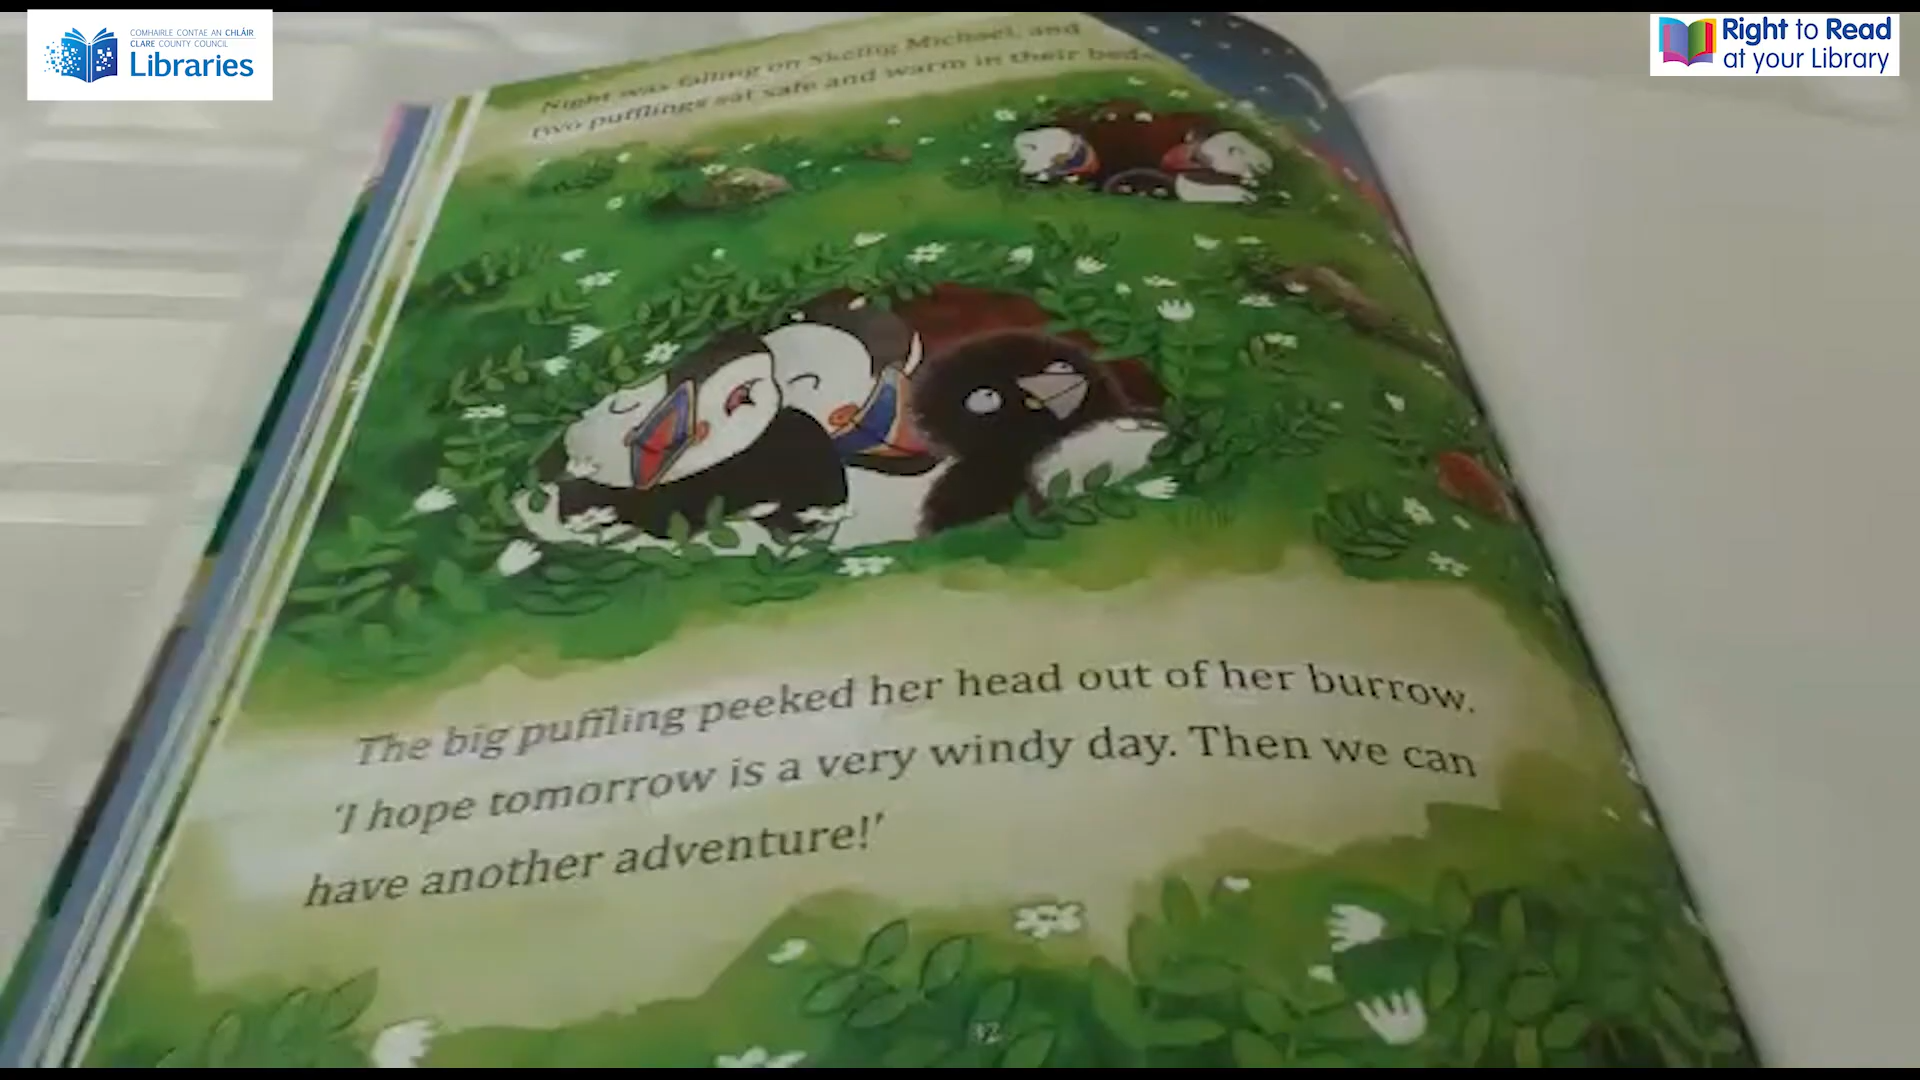 COMHAIRLE CONTAE AN CHLÁIR
CLARE COUNTY COUNCIL
Libraries
Right to Read
at your Library
Night was falling on Skellig Michael, and
two pufflings sat safe and warm in their beds.
The big puffling peeked her head out of her burrow.
‘I hope tomorrow is a very windy day. Then we can
have another adventure!’
32